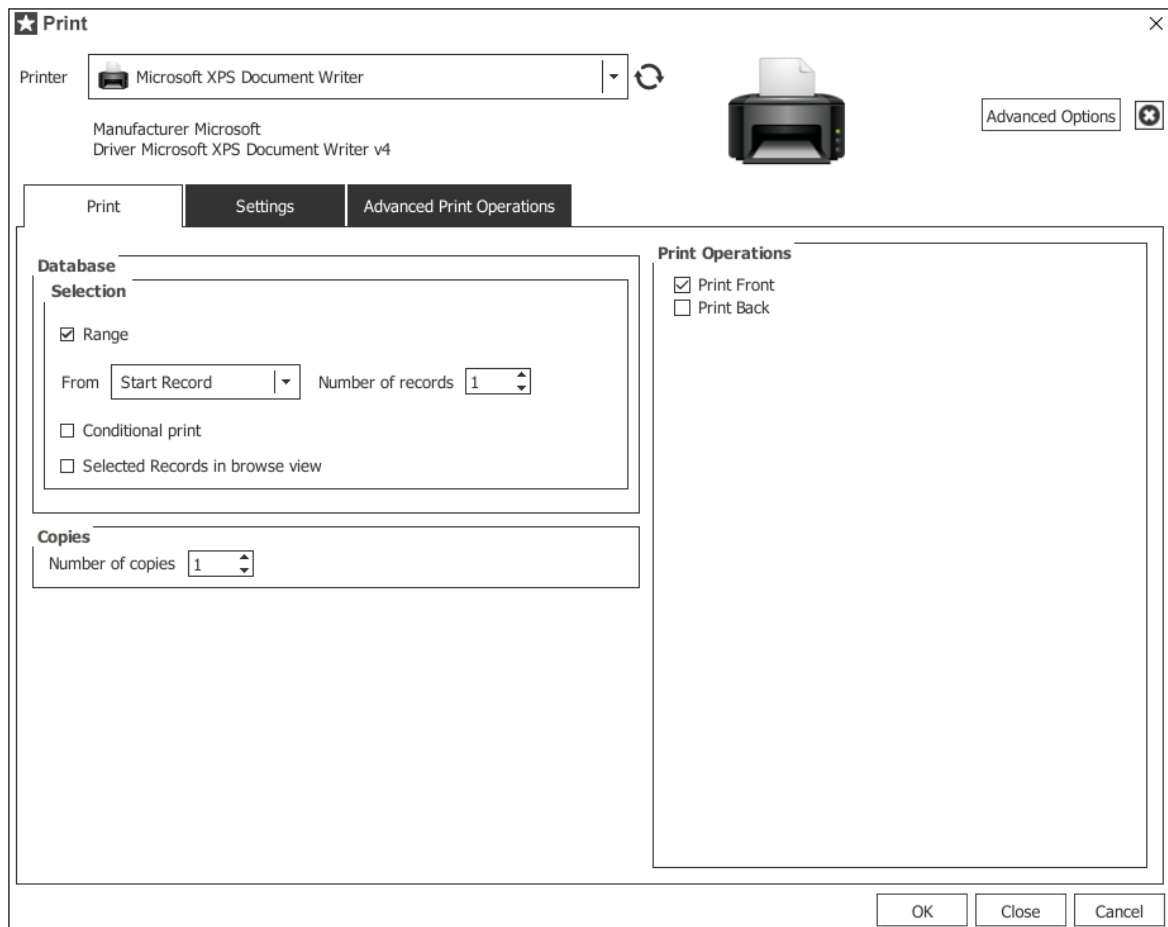 Print
Printer Microsoft XPS Document Writer
Advanced Options
Manufacturer Microsoft
Driver Microsoft XPS Document Writer v4
Print Settings Advanced Print Operations
Database
Selection
Range
From Start Record Number of records 1
Conditional print
Selected Records in browse view
Copies
Number of copies 1
Print Operations
Print Front
Print Back
OK Close Cancel